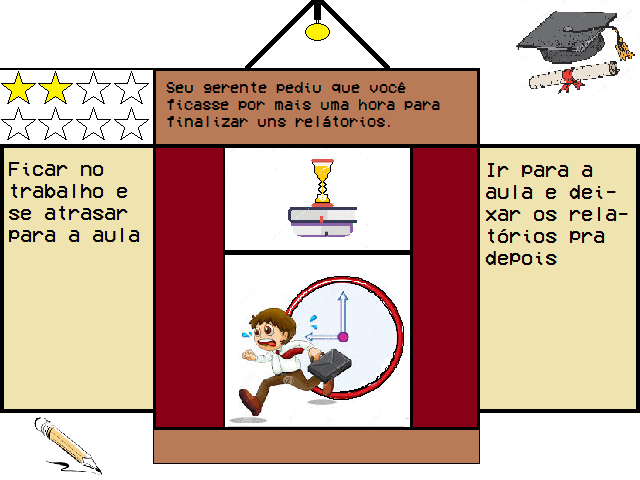 Seu gerente pediu que você
ficasse por mais uma hora para
finalizar uns relátorios.
Ficar no
trabalho e
se atrasar
para a aula
Ir para a
aula e dei-
xar os rela-
tórios pra
depois